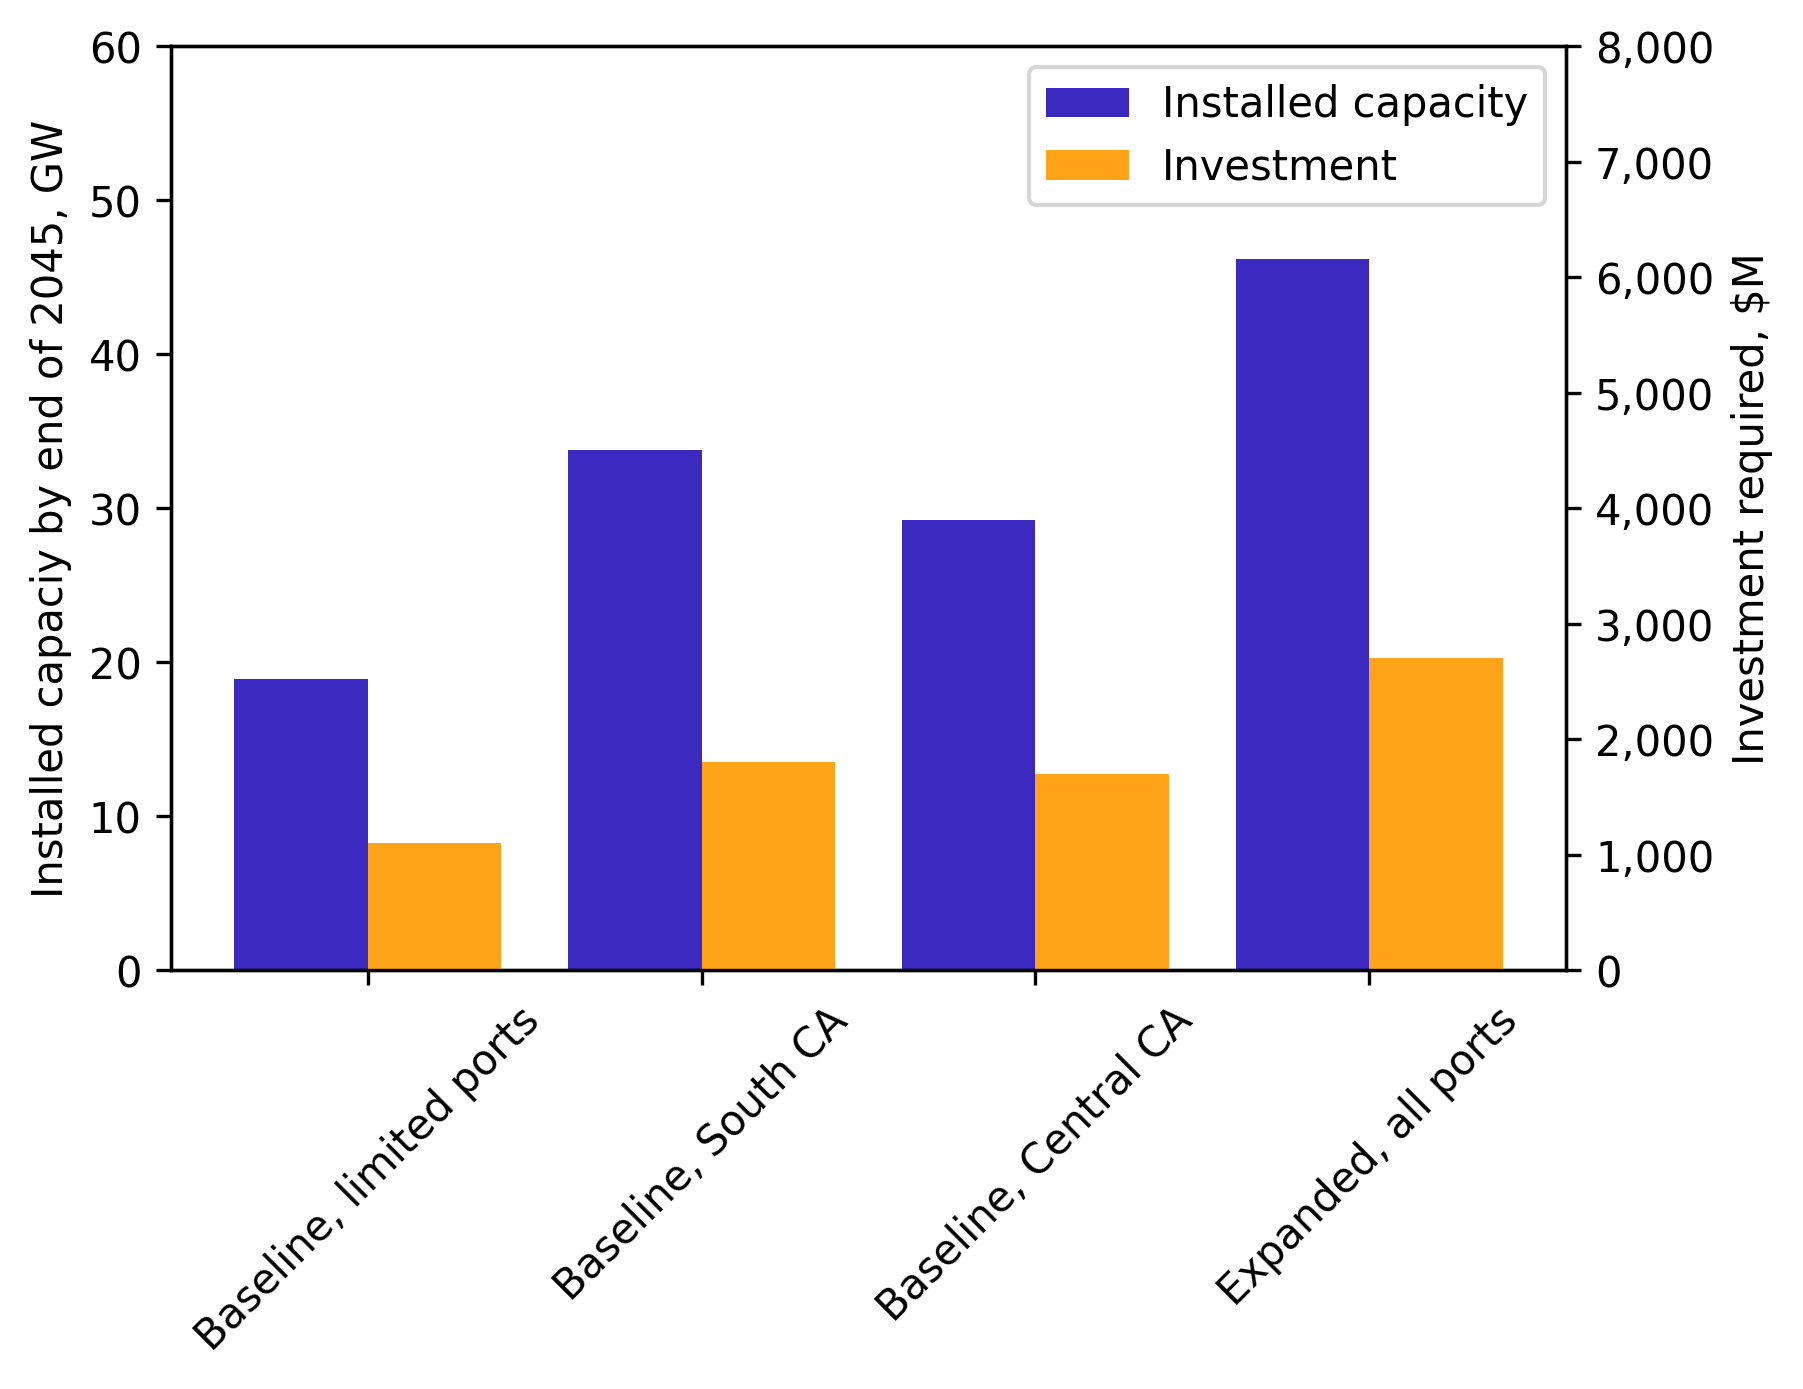 Installed capaciy by end of 2045, GW
60
50
40
30
20
10
0
Installed capacity
Investment
8,000
7,000
6,000
5,000
4,000
3,000
2,000
1,000
0
Investment required, $M
Baseline, limited ports
Baseline, South CA
Baseline, Central CA
Expanded, all ports